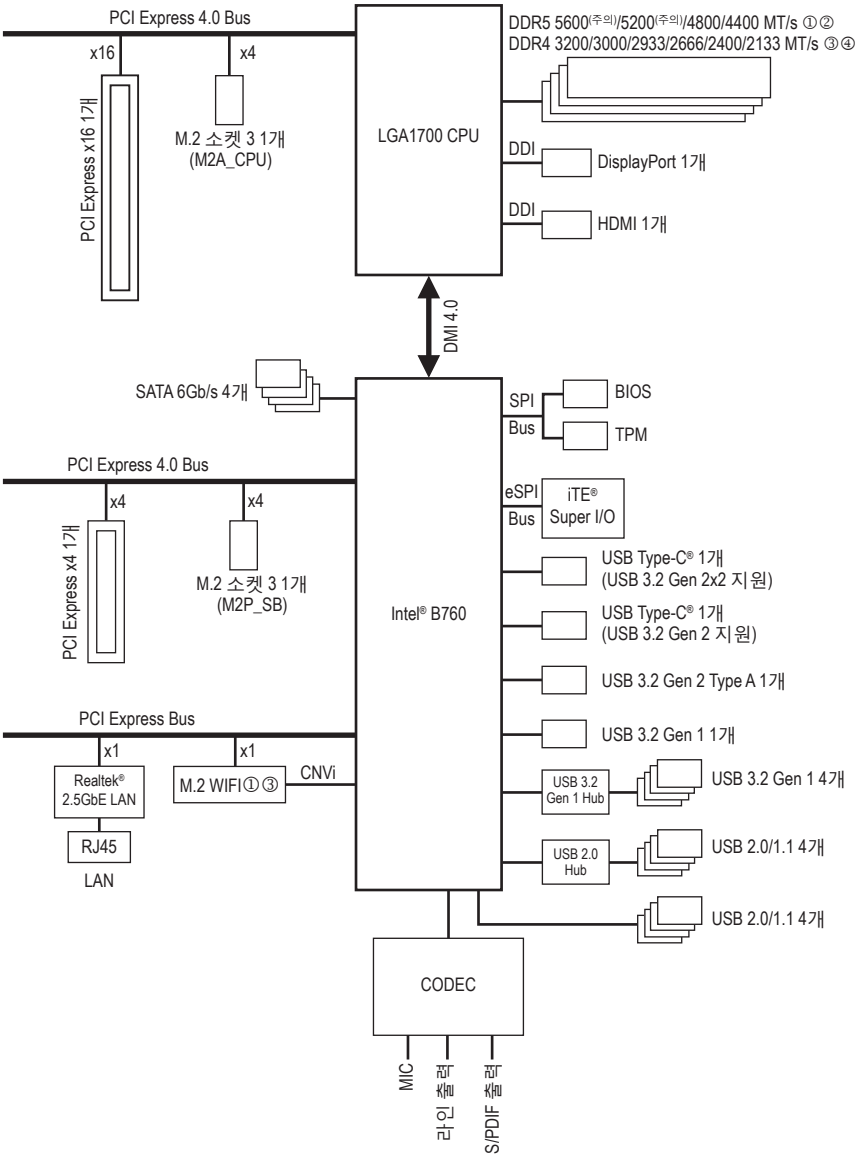 PCI Express 4.0 Bus
x16
x4
PCI Express x16 1개
M.2 소켓 3 1개
(M2A_CPU)
LGA1700 CPU
DDR5 5600(주의)/5200(주의)/4800/4400 MT/s ①②
DDR4 3200/3000/2933/2666/2400/2133 MT/s ③④
DDI
DisplayPort 1개
DDI
HDMI 1개
DMI 4.0
SATA 6Gb/s 4개
SPI
Bus
BIOS
TPM
PCI Express 4.0 Bus
x4
x4
PCI Express x4 1개
M.2 소켓 3 1개
(M2P_SB)
Intel® B760
eSPI
Bus
iTE®
Super I/O
USB Type-C® 1개
(USB 3.2 Gen 2x2 지원)
USB Type-C® 1개
(USB 3.2 Gen 2 지원)
USB 3.2 Gen 2 Type A 1개
USB 3.2 Gen 1 1개
PCI Express Bus
x1
x1
Realtek®
2.5GbE LAN
M.2 WIFI①③
CNVi
RJ45
LAN
USB 3.2
Gen 1 Hub
USB 3.2 Gen 1 4개
USB 2.0
Hub
USB 2.0/1.1 4개
USB 2.0/1.1 4개
CODEC
MIC
라인 출력
S/PDIF 출력